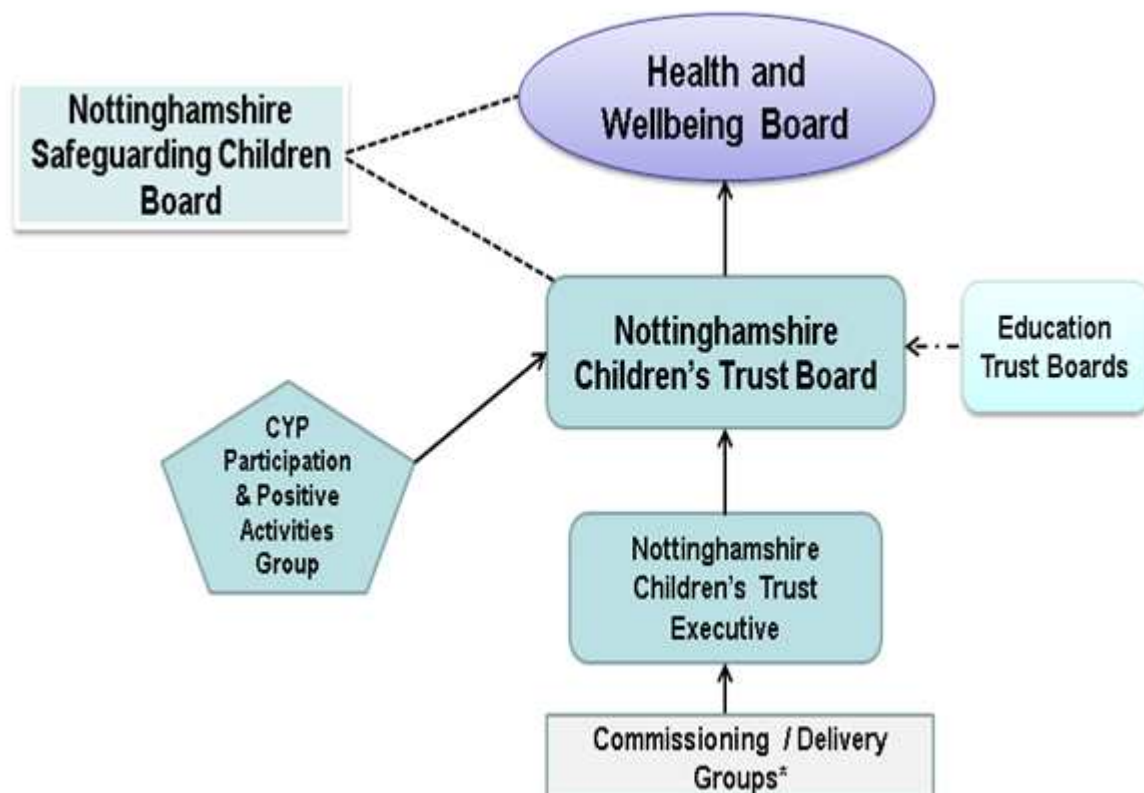 Health and
Wellbeing Board
Nottinghamshire
Safeguarding Children
Board
Nottinghamshire
Children's Trust Board
Education
Trust Boards
CYP
Participation
& Positive
Activities
Group
Nottinghamshire
Children's Trust
Executive
Commissioning / Delivery
Groups*